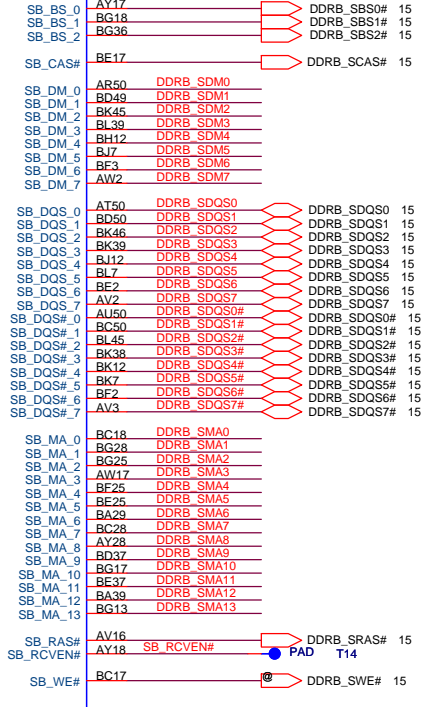 SB_BS_0 AY17 DDRB_SBS0# 15
SB_BS_1 BG18 DDRB_SBS1# 15
SB_BS_2 BG36 DDRB_SBS2# 15
SB_CAS# BE17 DDRB_SCAS# 15
SB_DM_0 AR50 DDRB_SDM0
SB_DM_1 BD49 DDRB_SDM1
SB_DM_2 BK45 DDRB_SDM2
SB_DM_3 BL39 DDRB_SDM3
SB_DM_4 BH12 DDRB_SDM4
SB_DM_5 BJ7 DDRB_SDM5
SB_DM_6 BF3 DDRB_SDM6
SB_DM_7 AW2 DDRB_SDM7
SB_DQS_0 AT50 DDRB_SDQS0 DDRB_SDQS0 15
SB_DQS_1 BD50 DDRB_SDQS1 DDRB_SDQS1 15
SB_DQS_2 BK46 DDRB_SDQS2 DDRB_SDQS2 15
SB_DQS_3 BK39 DDRB_SDQS3 DDRB_SDQS3 15
SB_DQS_4 BJ12 DDRB_SDQS4 DDRB_SDQS4 15
SB_DQS_5 BL7 DDRB_SDQS5 DDRB_SDQS5 15
SB_DQS_6 BE2 DDRB_SDQS6 DDRB_SDQS6 15
SB_DQS_7 AV2 DDRB_SDQS7 DDRB_SDQS7 15
SB_DQS#_0 AU50 DDRB_SDQS0# DDRB_SDQS0# 15
SB_DQS#_1 BC50 DDRB_SDQS1# DDRB_SDQS1# 15
SB_DQS#_2 BL45 DDRB_SDQS2# DDRB_SDQS2# 15
SB_DQS#_3 BK38 DDRB_SDQS3# DDRB_SDQS3# 15
SB_DQS#_4 BK12 DDRB_SDQS4# DDRB_SDQS4# 15
SB_DQS#_5 BK7 DDRB_SDQS5# DDRB_SDQS5# 15
SB_DQS#_6 BF2 DDRB_SDQS6# DDRB_SDQS6# 15
SB_DQS#_7 AV3 DDRB_SDQS7# DDRB_SDQS7# 15
SB_MA_0 BC18 DDRB_SMA0
SB_MA_1 BG28 DDRB_SMA1
SB_MA_2 BG25 DDRB_SMA2
SB_MA_3 AW17 DDRB_SMA3
SB_MA_4 BF25 DDRB_SMA4
SB_MA_5 BE25 DDRB_SMA5
SB_MA_6 BA29 DDRB_SMA6
SB_MA_7 BC28 DDRB_SMA7
SB_MA_8 AY28 DDRB_SMA8
SB_MA_9 BD37 DDRB_SMA9
SB_MA_10 BG17 DDRB_SMA10
SB_MA_11 BE37 DDRB_SMA11
SB_MA_12 BA39 DDRB_SMA12
SB_MA_13 BG13 DDRB_SMA13
SB_RAS# AV16 DDRB_SRAS# 15
SB_RCVEN# AY18 SB_RCVEN# PAD T14
SB_WE# BC17 @ DDRB_SWE# 15